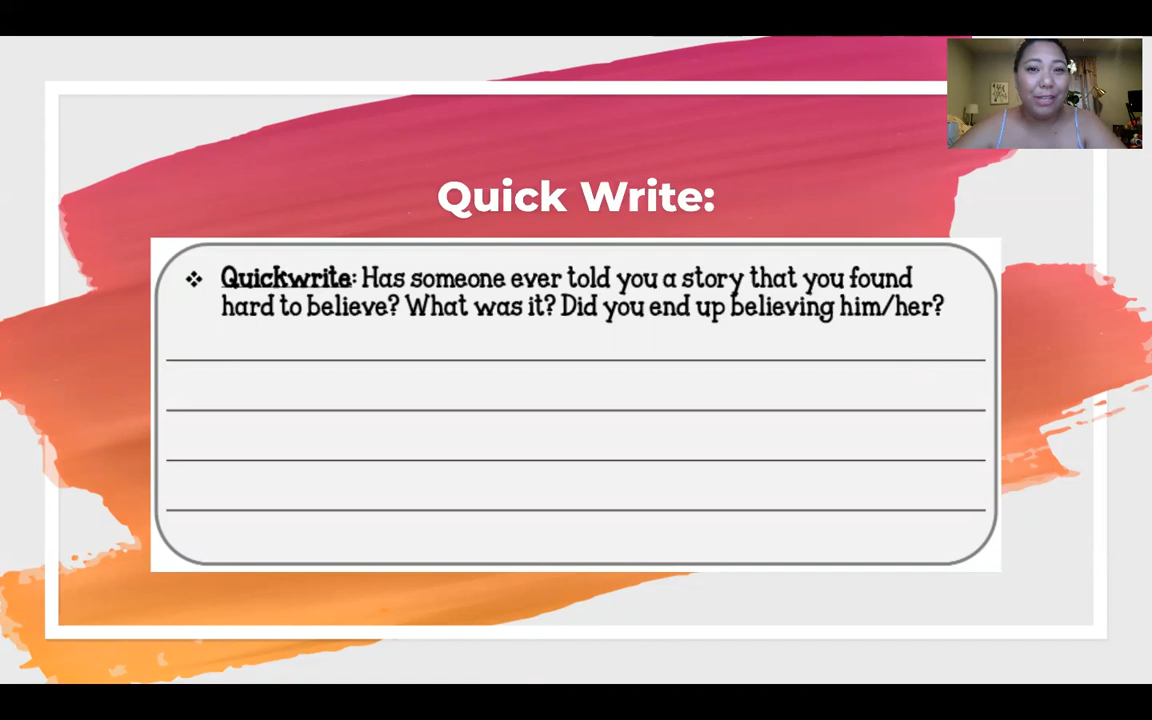 Quick Write:
❖ Quickwrite: Has someone ever told you a story that you found
hard to believe? What was it? Did you end up believing him/her?